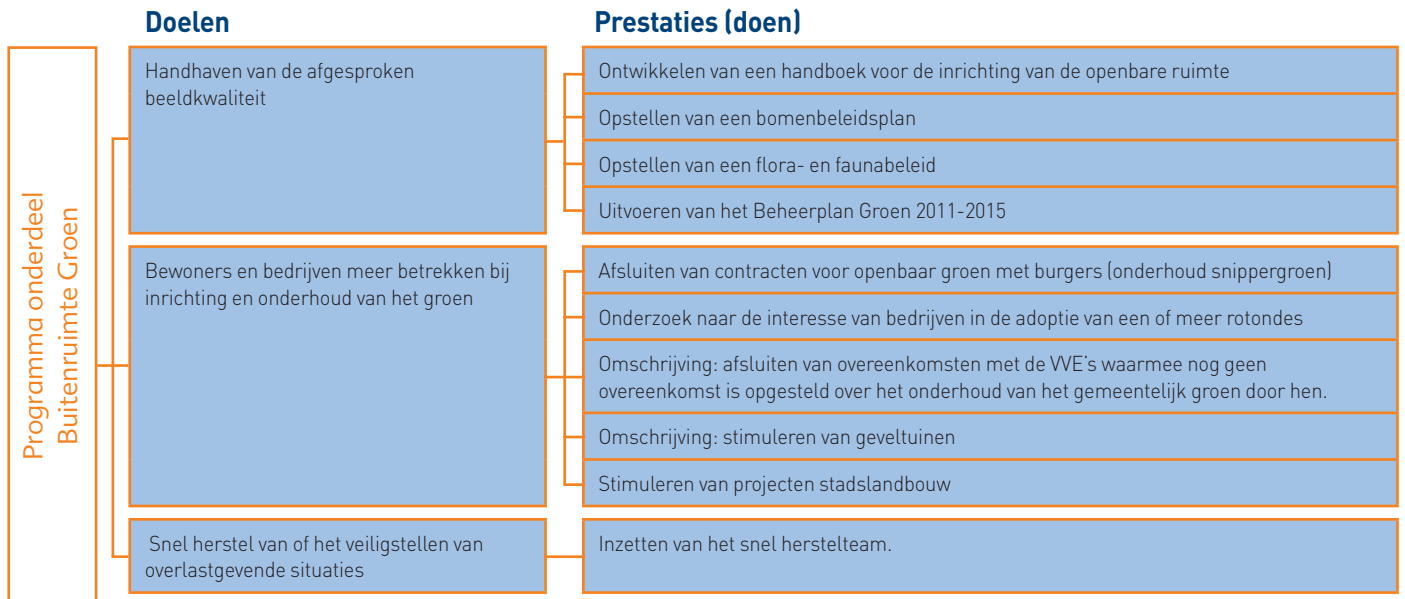 Doelen
Prestaties (doen)
Programma onderdeel
Buitenruimte Groen
Handhaven van de afgesproken
beeldkwaliteit
Ontwikkelen van een handboek voor de inrichting van de openbare ruimte
Opstellen van een bomenbeleidsplan
Opstellen van een flora- en faunabeleid
Uitvoeren van het Beheerplan Groen 2011-2015
Bewoners en bedrijven meer betrekken bij
inrichting en onderhoud van het groen
Afsluiten van contracten voor openbaar groen met burgers (onderhoud snippergroen)
Onderzoek naar de interesse van bedrijven in de adoptie van een of meer rotondes
Omschrijving: afsluiten van overeenkomsten met de VVE's waarmee nog geen
overeenkomst is opgesteld over het onderhoud van het gemeentelijk groen door hen.
Omschrijving: stimuleren van geveltuinen
Stimuleren van projecten stadslandbouw
Snel herstel van of het veiligstellen van
overlastgevende situaties
Inzetten van het snel herstelteam.